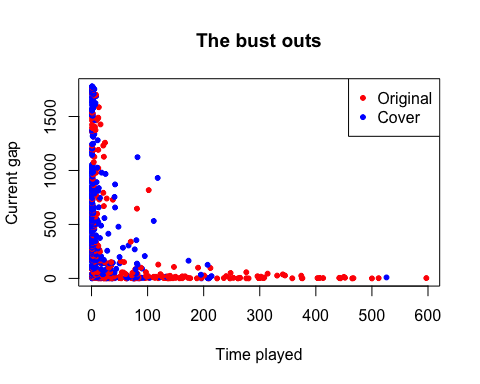 The bust outs
Original
Cover
Current gap
0
500
1000
1500
0
100
200
300
400
500
600
Time played